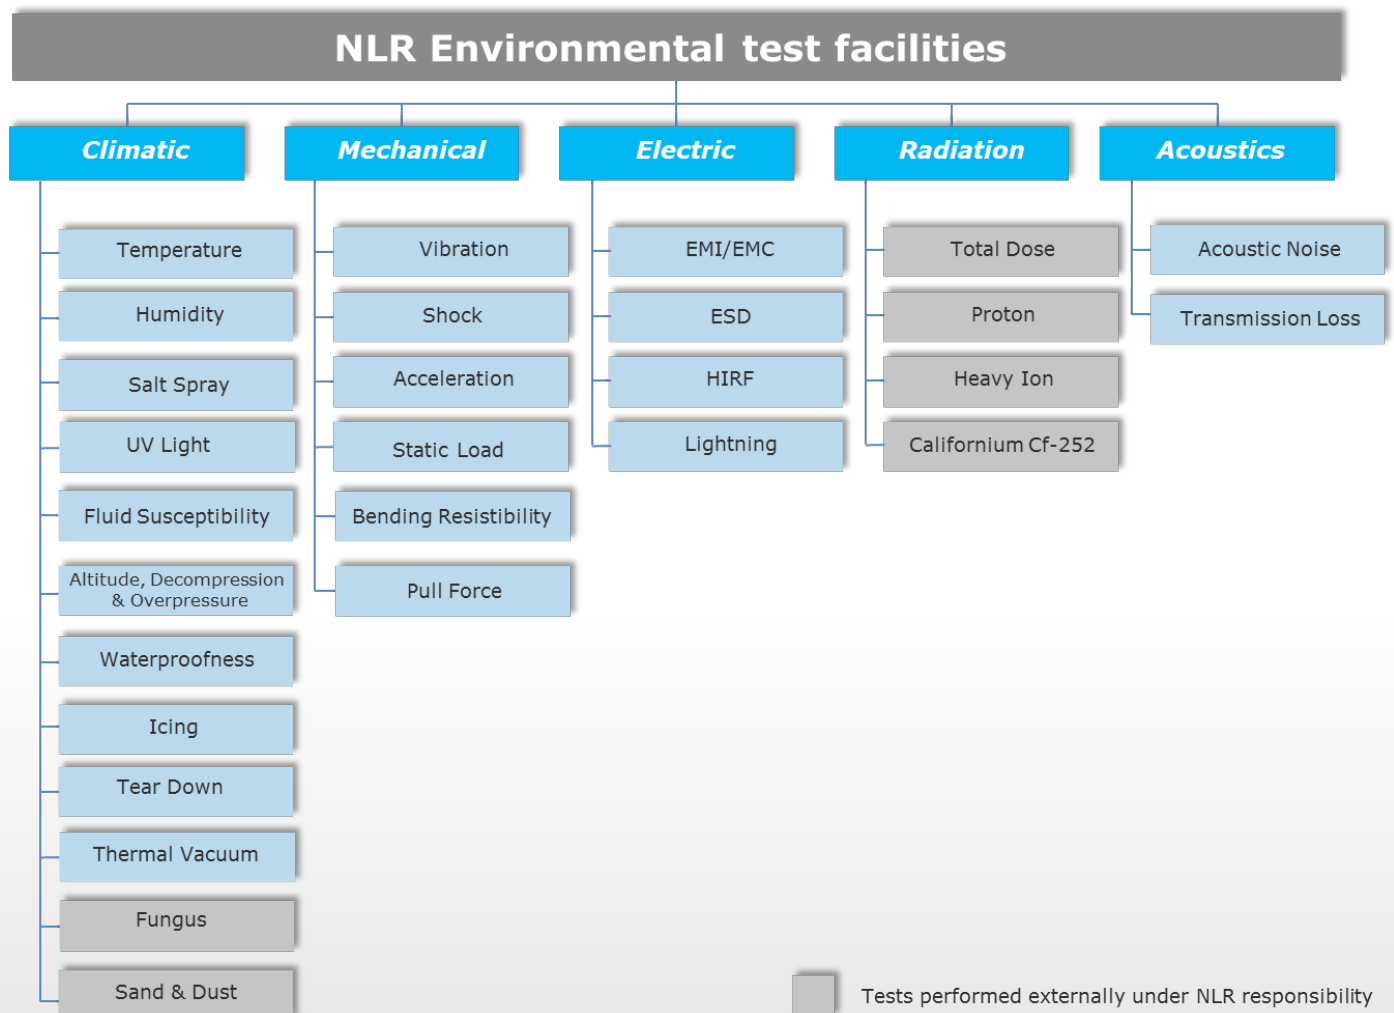 NLR Environmental test facilities
Climatic
Mechanical
Electric
Radiation
Acoustics
Temperature
Humidity
Salt Spray
UV Light
Fluid Susceptibility
Altitude, Decompression
& Overpressure
Waterproofness
Icing
Tear Down
Thermal Vacuum
Fungus
Sand & Dust
Vibration
Shock
Acceleration
Static Load
Bending Resistibility
Pull Force
EMI/EMC
ESD
HIRF
Lightning
Total Dose
Proton
Heavy Ion
Californium Cf-252
Acoustic Noise
Transmission Loss
Tests performed externally under NLR responsibility